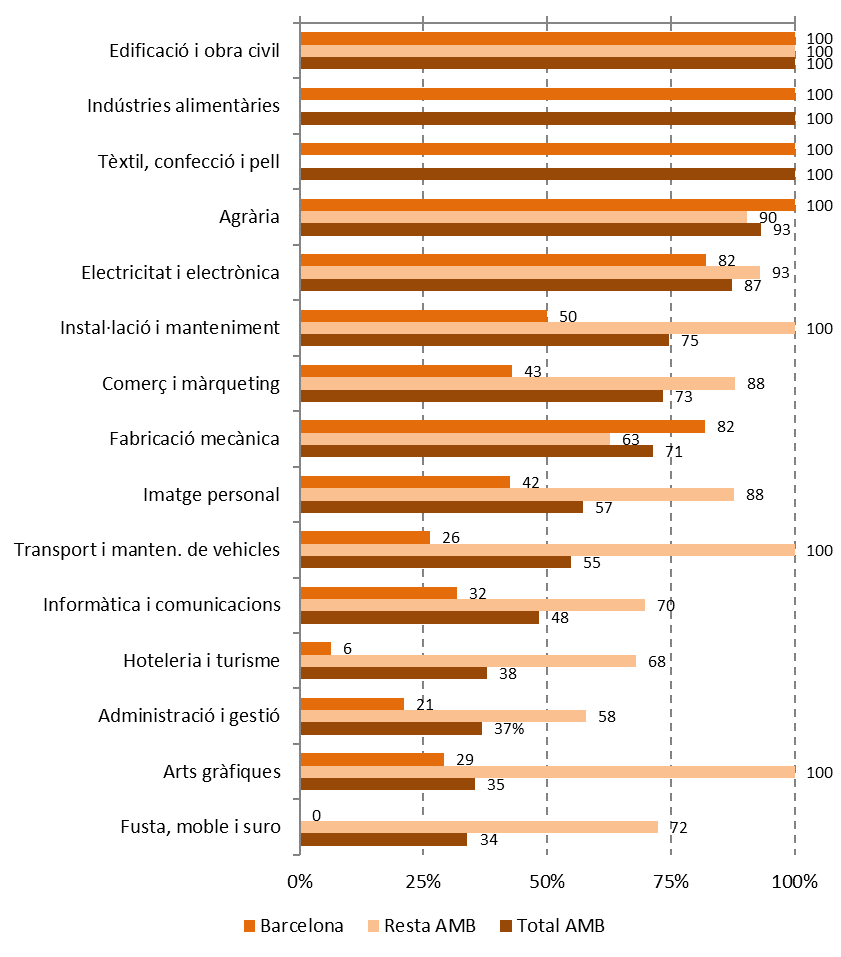 Edificació i obra civil
100
100
100
Indústries alimentàries
100
100
Tèxtil, confecció i pell
100
100
Agrària
100
90
93
Electricitat i electrònica
82
93
87
Instal·lació i manteniment
50
100
75
Comerç i màrqueting
43
88
73
Fabricació mecànica
82
63
71
Imatge personal
42
88
57
Transport i manten. de vehicles
26
100
55
Informàtica i comunicacions
32
70
48
Hoteleria i turisme
6
68
38
Administració i gestió
21
58
37%
Arts gràfiques
29
100
35
Fusta, moble i suro
0
72
34
0% 25% 50% 75% 100%
Barcelona Resta AMB Total AMB